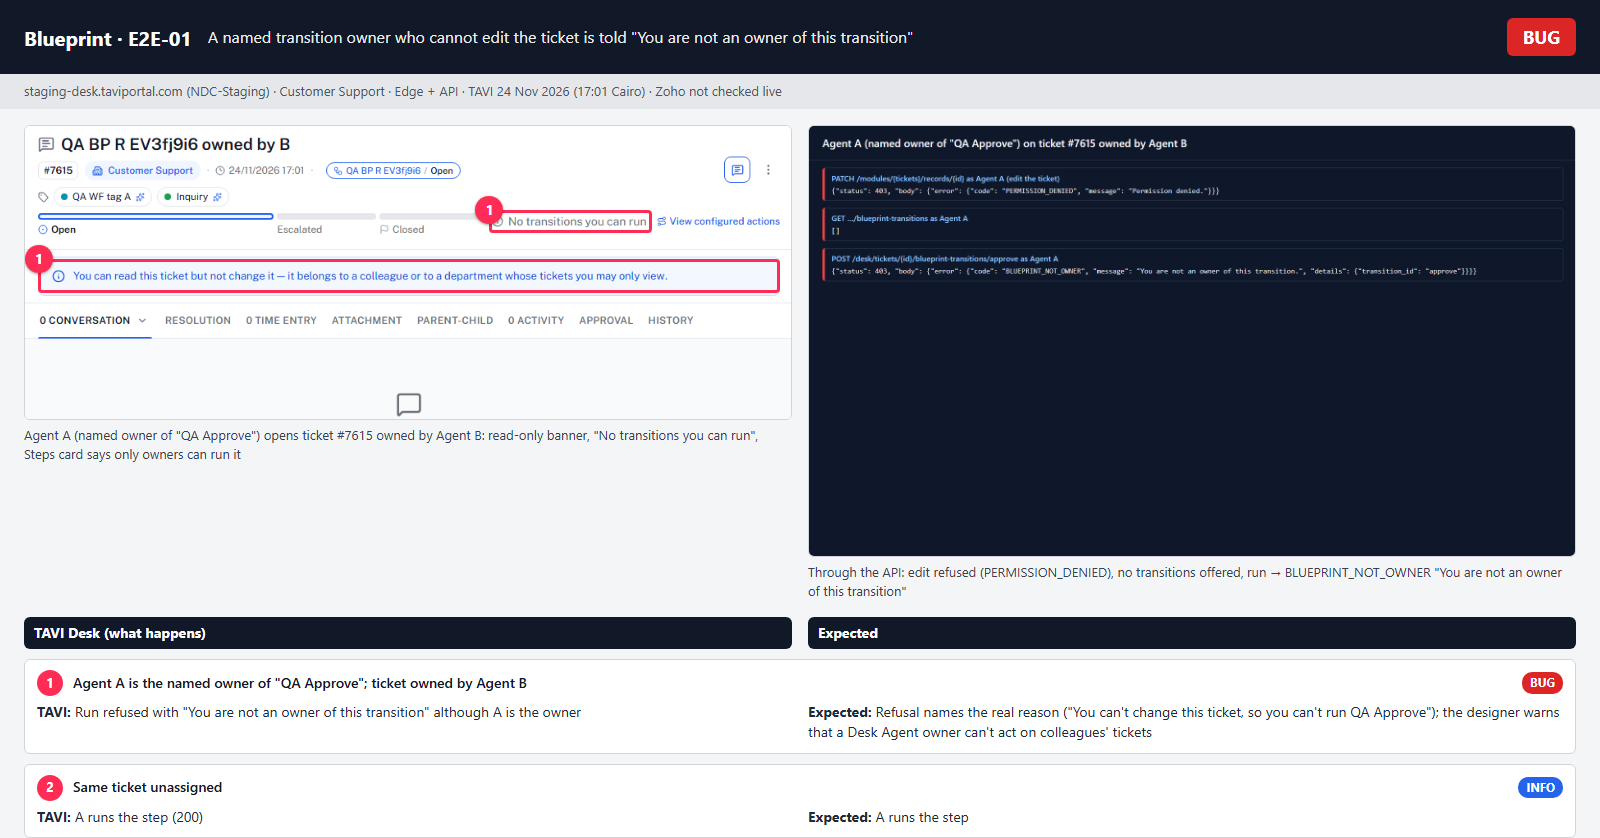 Blueprint · E2E-01 A named transition owner who cannot edit the ticket is told "You are not an owner of this transition"
BUG
staging-desk.taviportal.com (NDC-Staging) · Customer Support · Edge + API · TAVI 24 Nov 2026 (17:01 Cairo) · Zoho not checked live
QA BP R EV3fj9i6 owned by B
#7615 Customer Support · 24/11/2026 17:01 · QA BP R EV3fj9i6 / Open
QA WF tag A Inquiry
1
No transitions you can run View configured actions
Open Escalated Closed
1
You can read this ticket but not change it — it belongs to a colleague or to a department whose tickets you may only view.
0 CONVERSATION RESOLUTION 0 TIME ENTRY ATTACHMENT PARENT-CHILD 0 ACTIVITY APPROVAL HISTORY
Agent A (named owner of "QA Approve") opens ticket #7615 owned by Agent B: read-only banner, "No transitions you can run",
Steps card says only owners can run it
Agent A (named owner of "QA Approve") on ticket #7615 owned by Agent B
PATCH /modules/{tickets}/records/{id} as Agent A (edit the ticket)
{"status": 403, "body": {"error": {"code": "PERMISSION_DENIED", "message": "Permission denied."}}}
GET .../blueprint-transitions as Agent A
[]
POST /desk/tickets/{id}/blueprint-transitions/approve as Agent A
{"status": 403, "body": {"error": {"code": "BLUEPRINT_NOT_OWNER", "message": "You are not an owner of this transition.", "details": {"transition_id": "approve"}}}}
Through the API: edit refused (PERMISSION_DENIED), no transitions offered, run → BLUEPRINT_NOT_OWNER "You are not an owner
of this transition"
TAVI Desk (what happens)
Expected
1 Agent A is the named owner of "QA Approve"; ticket owned by Agent B
BUG
TAVI: Run refused with "You are not an owner of this transition" although A is the owner
Expected: Refusal names the real reason ("You can't change this ticket, so you can't run QA Approve"); the designer warns
that a Desk Agent owner can't act on colleagues' tickets
2 Same ticket unassigned
INFO
TAVI: A runs the step (200)
Expected: A runs the step